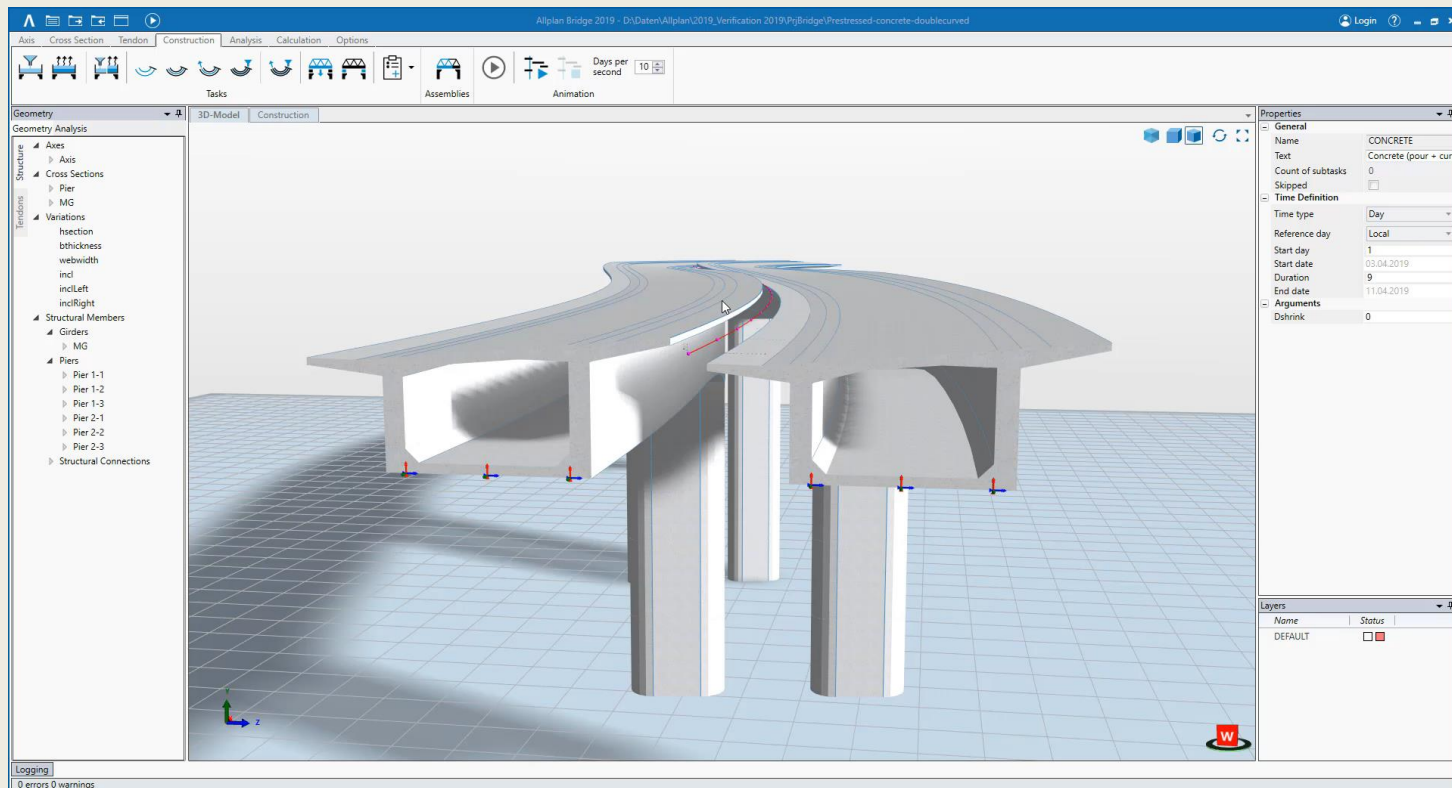 Allplan Bridge 2019 - D:\Daten\Allplan\2019_Verification 2019\PrjBridge\Prestressed-concrete-doublecurved
Login
Axis Cross Section Tendon Construction Analysis Calculation Options
Days per second 10
Tasks Assemblies Animation
Geometry
Geometry Analysis
Structure
Tendons
Axes
Axis
Cross Sections
Pier
MG
Variations
hsection
bthickness
webwidth
incl
inclLeft
inclRight
Structural Members
Girders
MG
Piers
Pier 1-1
Pier 1-2
Pier 1-3
Pier 2-1
Pier 2-2
Pier 2-3
Structural Connections
3D-Model Construction
Y
Z
W
Properties
General
Name CONCRETE
Text Concrete (pour + cur
Count of subtasks 0
Skipped
Time Definition
Time type Day
Reference day Local
Start day 1
Start date 03.04.2019
Duration 9
End date 11.04.2019
Arguments
Dshrink 0
Layers
Name Status
DEFAULT
Logging
0 errors 0 warnings